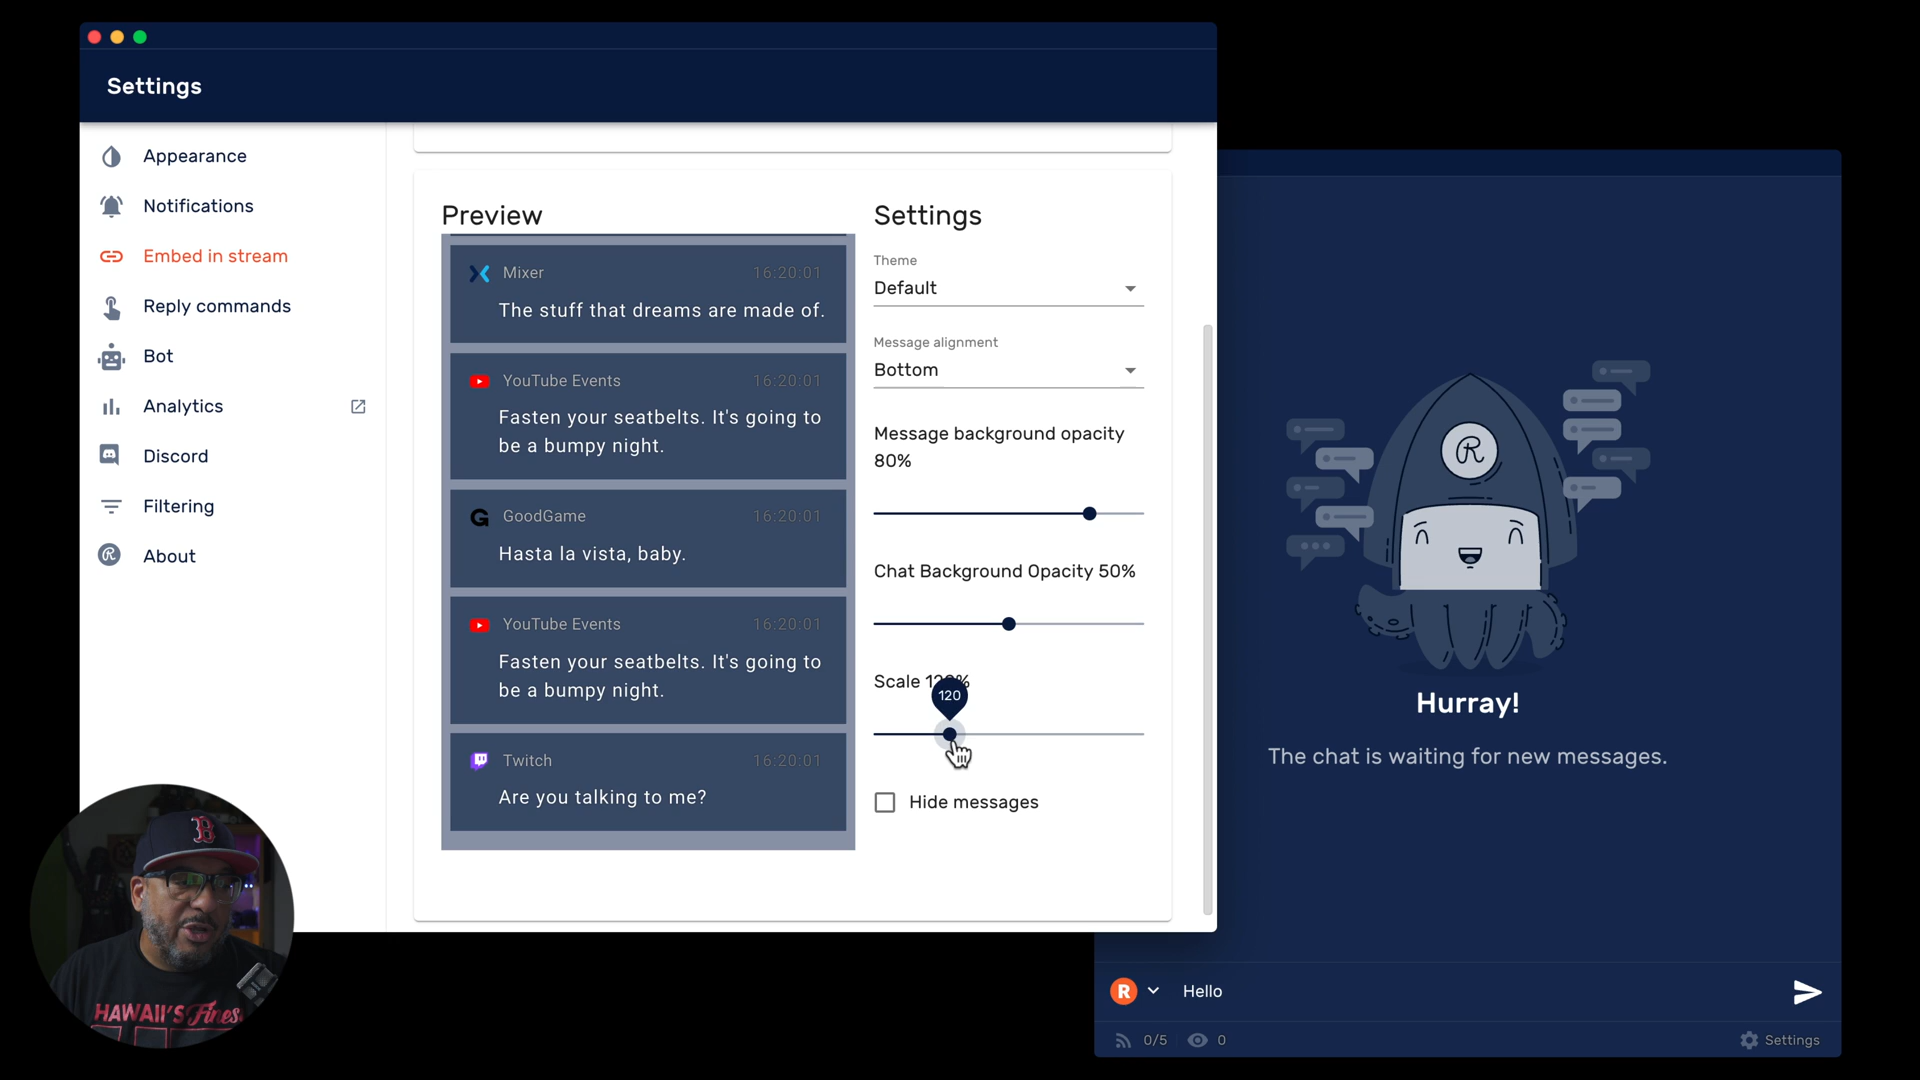 Settings
Appearance
Notifications
Embed in stream
Reply commands
Bot
Analytics
Discord
Filtering
About
Preview
Mixer 16:20:01
The stuff that dreams are made of.
YouTube Events 16:20:01
Fasten your seatbelts. It's going to
be a bumpy night.
GoodGame 16:20:01
Hasta la vista, baby.
YouTube Events 16:20:01
Fasten your seatbelts. It's going to
be a bumpy night.
Twitch 16:20:01
Are you talking to me?
Settings
Theme
Default
Message alignment
Bottom
Message background opacity
80%
Chat Background Opacity 50%
Scale 120%
120
Hide messages
R
Hurray!
The chat is waiting for new messages.
R Hello
0/5 0 Settings
B
HAWAII'S Finest